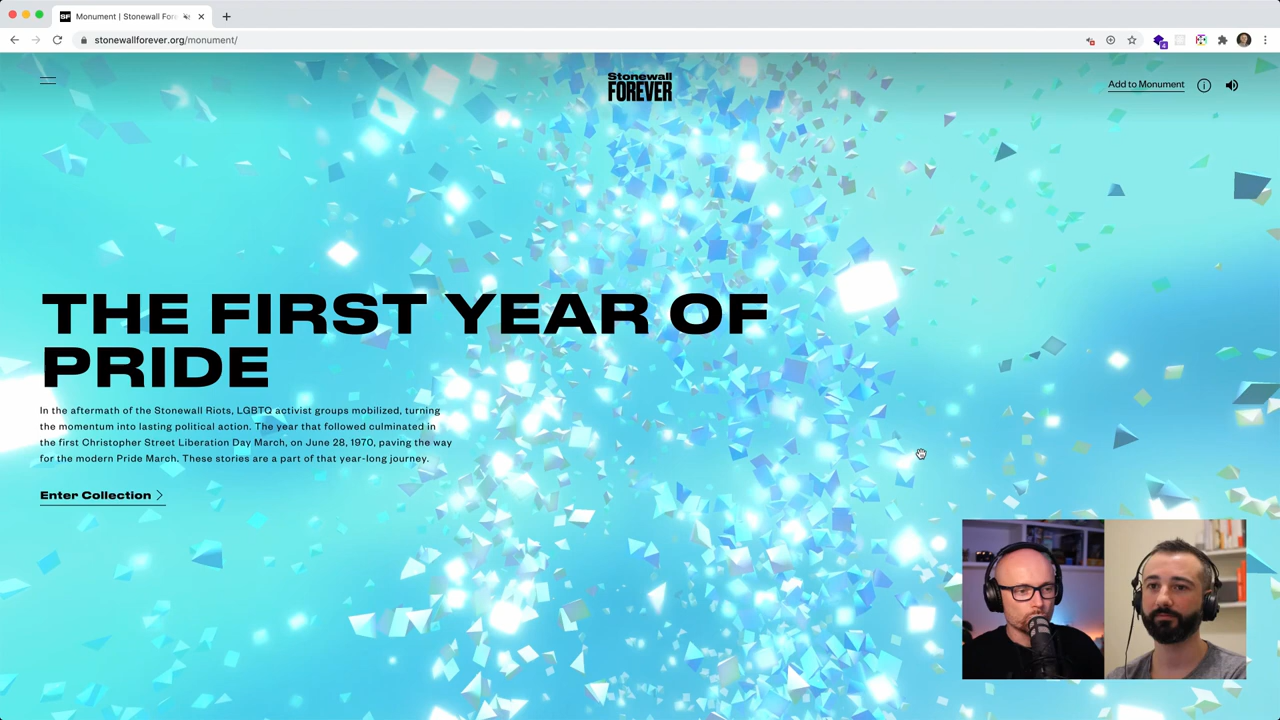 SF Monument | Stonewall Fore
stonewallforever.org/monument/
4
Stonewall
FOREVER
Add to Monument
THE FIRST YEAR OF
PRIDE
In the aftermath of the Stonewall Riots, LGBTQ activist groups mobilized, turning
the momentum into lasting political action. The year that followed culminated in
the first Christopher Street Liberation Day March, on June 28, 1970, paving the way
for the modern Pride March. These stories are a part of that year-long journey.
Enter Collection